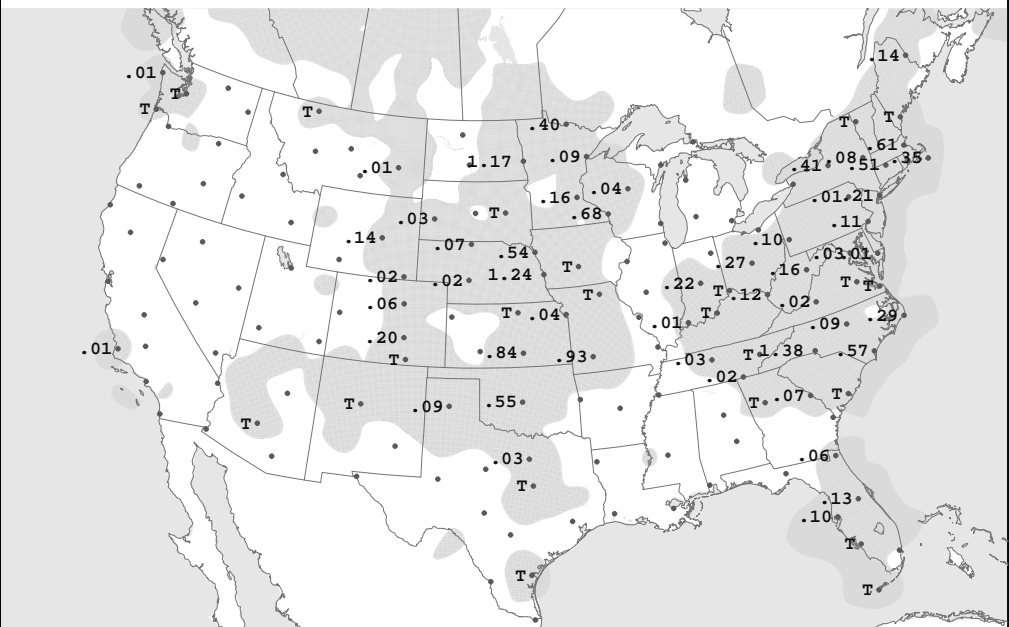 .14
.01
T
T
T
T
.40
T
.61
.09
1.17
.08
.35
.01
.41
.51
.04
.16
.01
.21
.68
.03
T
.11
.14
.10
.07
.54
.03
.01
.27
T
.16
.02
.02
1.24
.22
T
T
T
.12
T
.06
.02
T
.04
T
.29
.01
.09
.20
.01
.84
.93
T
1.38
.57
T
.03
.02
T
.07
T
.09
.55
T
T
.03
.06
T
.13
.10
T
T
T